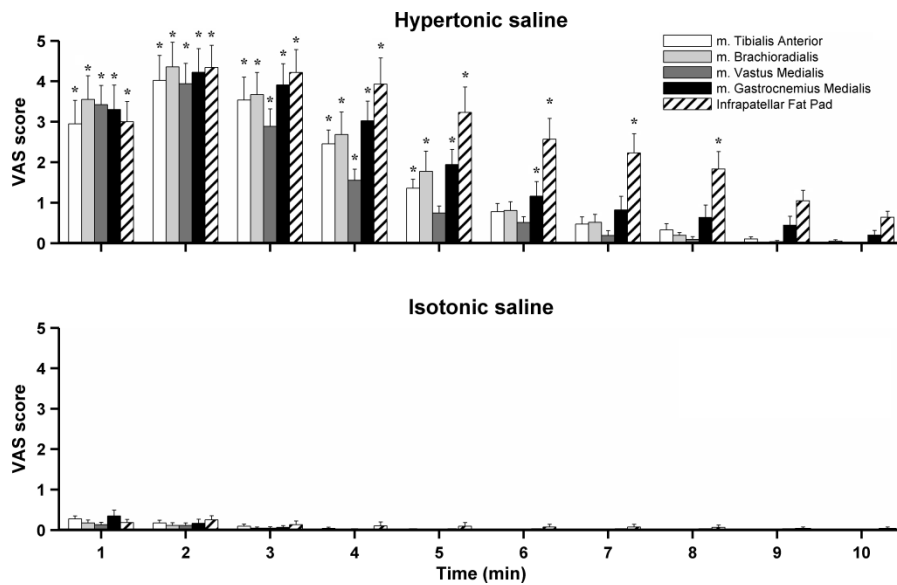 Hypertonic saline
VAS score
5
4
3
2
1
0
* * * * * * * * * * * * * * * * * * * * * * * * * * *
m. Tibialis Anterior
m. Brachioradialis
m. Vastus Medialis
m. Gastrocnemius Medialis
Infrapatellar Fat Pad
Isotonic saline
VAS score
5
4
3
2
1
0
1 2 3 4 5 6 7 8 9 10
Time (min)